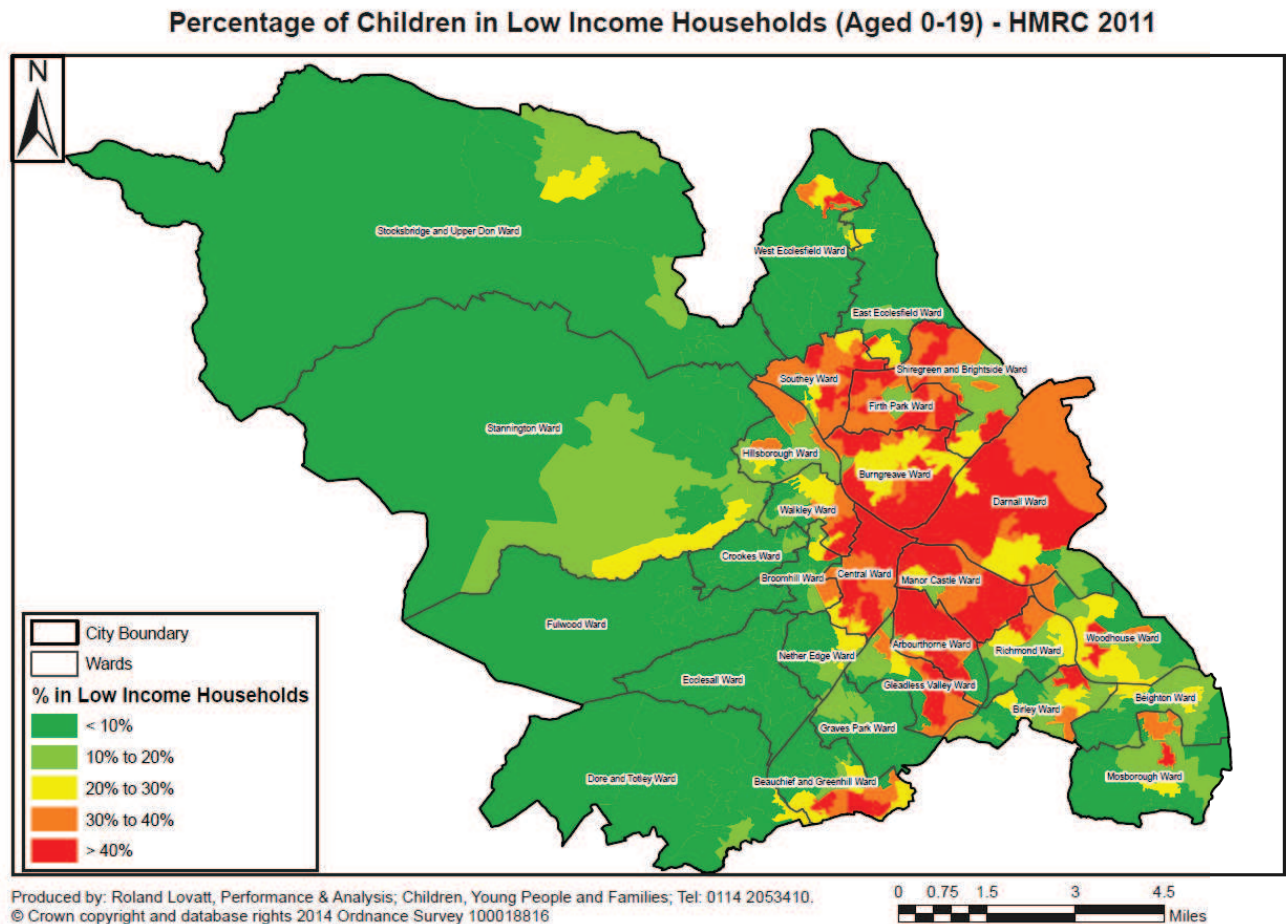 Percentage of Children in Low Income Households (Aged 0-19) - HMRC 2011
N
Stocksbridge and Upper Don Ward
West Ecclesfield Ward
East Ecclesfield Ward
Southey Ward
Shiregreen and Brightside Ward
Firth Park Ward
Stannington Ward
Hillsborough Ward
Burngreave Ward
Darnall Ward
Walkley Ward
Crookes Ward
Broomhill Ward
Central Ward
Manor Castle Ward
Fulwood Ward
Nether Edge Ward
Arbourthorne Ward
Richmond Ward
Woodhouse Ward
Ecclesall Ward
Gleadless Valley Ward
Birley Ward
Beighton Ward
Graves Park Ward
Dore and Totley Ward
Beauchief and Greenhill Ward
Mosborough Ward
City Boundary
Wards
% in Low Income Households
< 10%
10% to 20%
20% to 30%
30% to 40%
> 40%
Produced by: Roland Lovatt, Performance & Analysis; Children, Young People and Families; Tel: 0114 2053410.
© Crown copyright and database rights 2014 Ordnance Survey 100018816
0 0.75 1.5 3 4.5
Miles